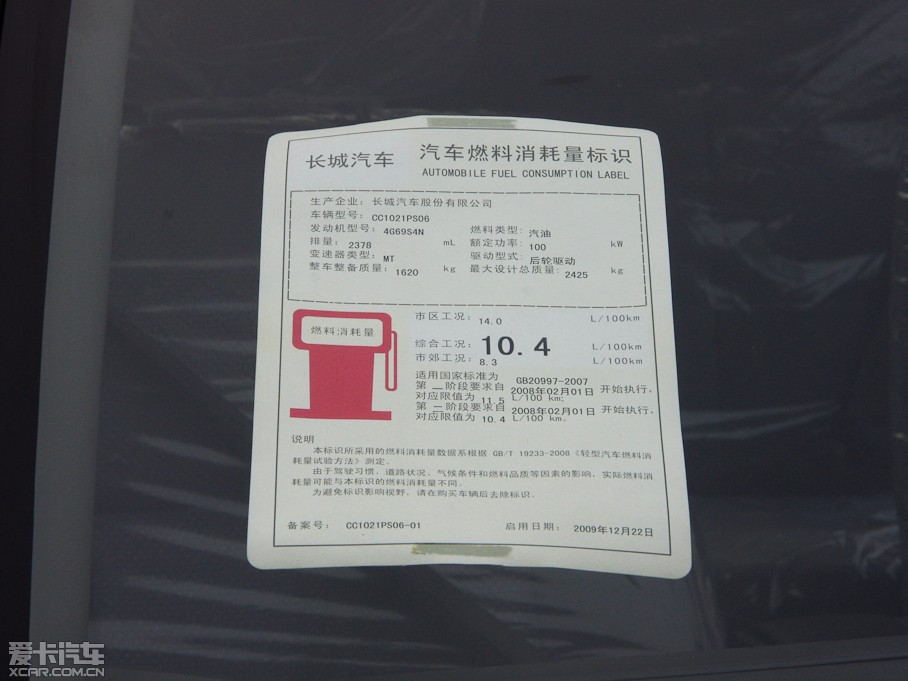 长城汽车 汽车燃料消耗量标识
AUTOMOBILE FUEL CONSUMPTION LABEL
生产企业: 长城汽车股份有限公司
车辆型号: CC1021PS06
发动机型号: 4G69S4N 燃料类型: 汽油
排量: 2378 mL 额定功率: 100 kW
变速器类型: MT 驱动型式: 后轮驱动
整车整备质量: 1620 kg 最大设计总质量: 2425 kg
燃料消耗量
市区工况: 14.0 L/100km
综合工况: 10.4 L/100km
市郊工况: 8.3 L/100km
适用国家标准为 GB20997-2007
第二阶段要求自 2008年02月01日 开始执行,
对应限值为 11.5 L/100 km;
第一阶段要求自 2008年02月01日 开始执行,
对应限值为 10.4 L/100 km.
说明
本标识所采用的燃料消耗量数据系根据 GB/T 19233-2008《轻型汽车燃料消
耗量试验方法》测定.
由于驾驶习惯、道路状况、气候条件和燃料品质等因素的影响, 实际燃料消
耗量可能与本标识的燃料消耗量不同.
为避免标识影响视野, 请在购买车辆后去除标识.
备案号: CC1021PS06-01 启用日期: 2009年12月22日
爱卡汽车
XCAR.COM.CN